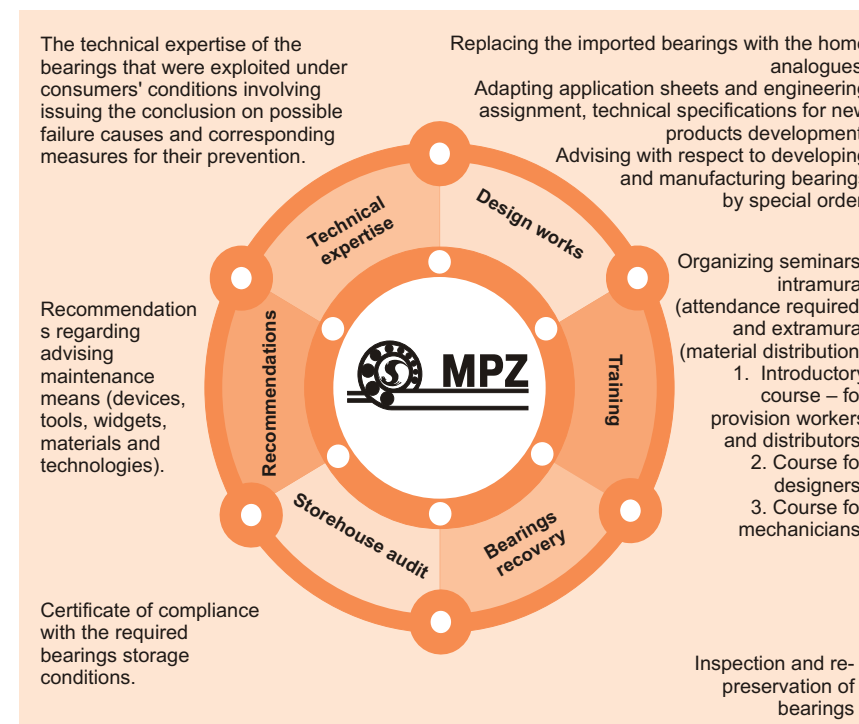 The technical expertise of the
bearings that were exploited under
consumers' conditions involving
issuing the conclusion on possible
failure causes and corresponding
measures for their prevention.
Replacing the imported bearings with the home
analogues
Adapting application sheets and engineering
assignment, technical specifications for new
products development
Advising with respect to developing
and manufacturing bearings
by special order
Technical
expertise
Design works
Organizing seminars
intramura
(attendance required
and extramura
(material distribution
1. Introductory
course – fo
provision workers
and distributors
2. Course fo
designers
3. Course fo
mechanicians
Recommendation
s regarding
advising
maintenance
means (devices,
tools, widgets,
materials and
technologies).
Recommendations
MPZ
Training
Storehouse audit
Bearings
recovery
Certificate of compliance
with the required
bearings storage
conditions.
Inspection and re-
preservation of
bearings